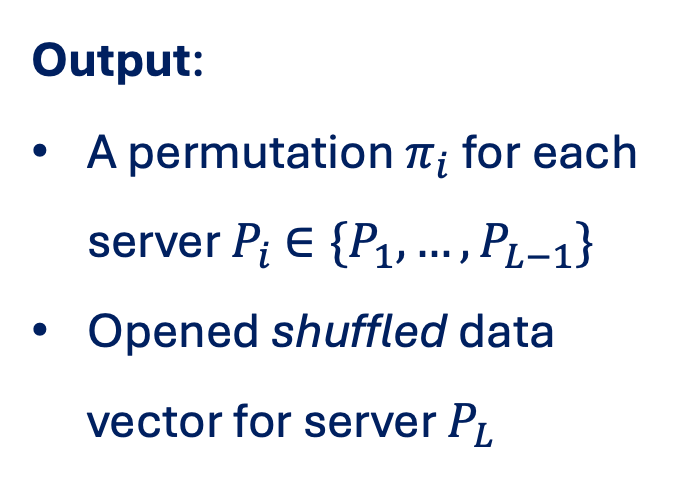 Output:
• A permutation πᵢ for each
server Pᵢ ∈ {P₁, … , P_{L−1}}
• Opened shuffled data
vector for server P_L